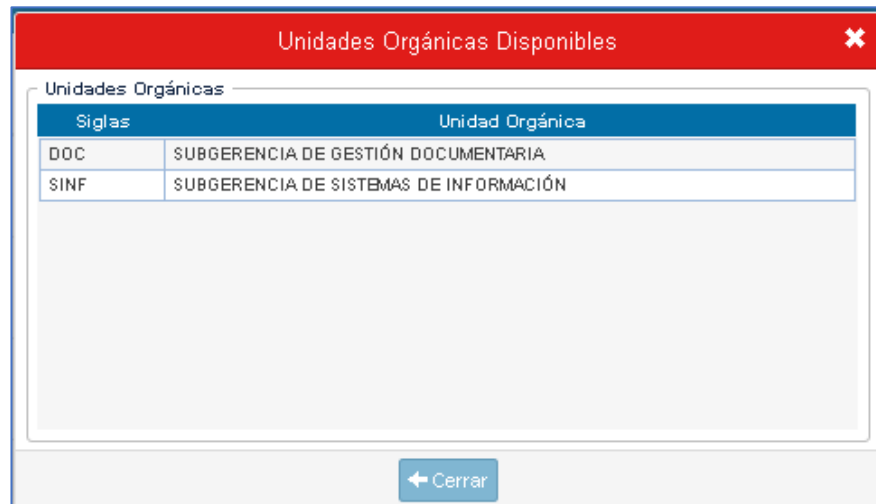 Unidades Orgánicas Disponibles
Unidades Orgánicas
Siglas Unidad Orgánica
DOC SUBGERENCIA DE GESTIÓN DOCUMENTARIA
SINF SUBGERENCIA DE SISTEMAS DE INFORMACIÓN
Cerrar